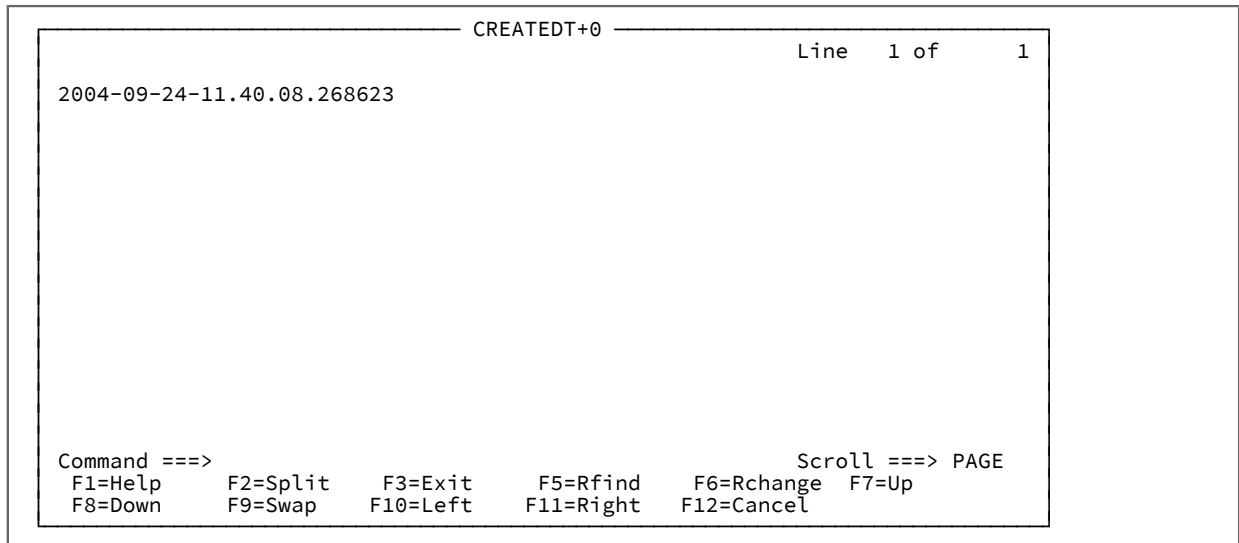 CREATEDT+0
Line 1 of 1
2004-09-24-11.40.08.268623
Command ===> Scroll ===> PAGE
F1=Help F2=Split F3=Exit F5=Rfind F6=Rchange F7=Up
F8=Down F9=Swap F10=Left F11=Right F12=Cancel